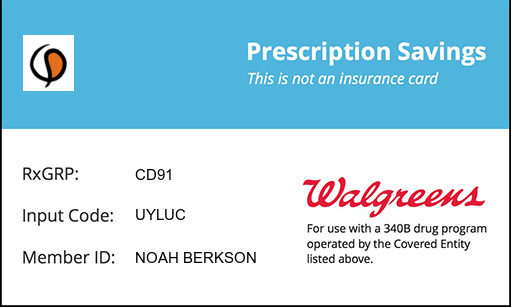 Prescription Savings
This is not an insurance card
RxGRP: CD91
Input Code: UYLUC
Member ID: NOAH BERKSON
Walgreens
For use with a 340B drug program
operated by the Covered Entity
listed above.